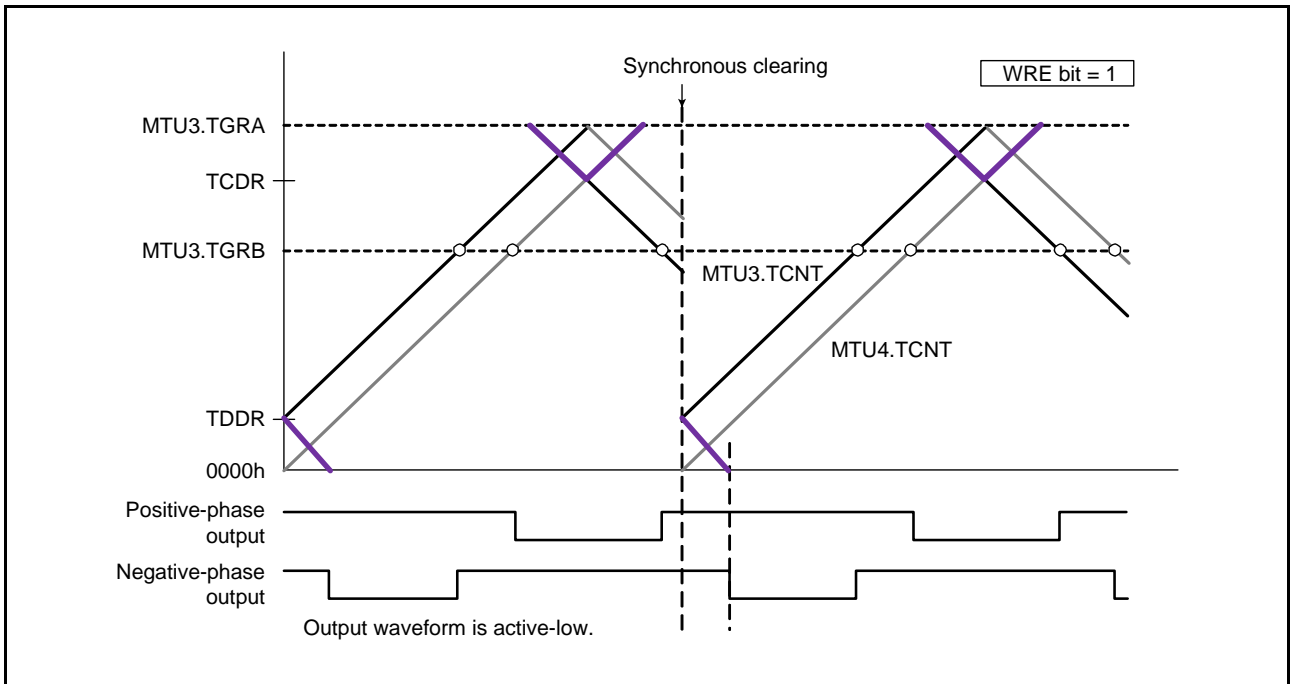 Synchronous clearing
WRE bit = 1
MTU3.TGRA
TCDR
MTU3.TGRB
MTU3.TCNT
MTU4.TCNT
TDDR
0000h
Positive-phase
output
Negative-phase
output
Output waveform is active-low.